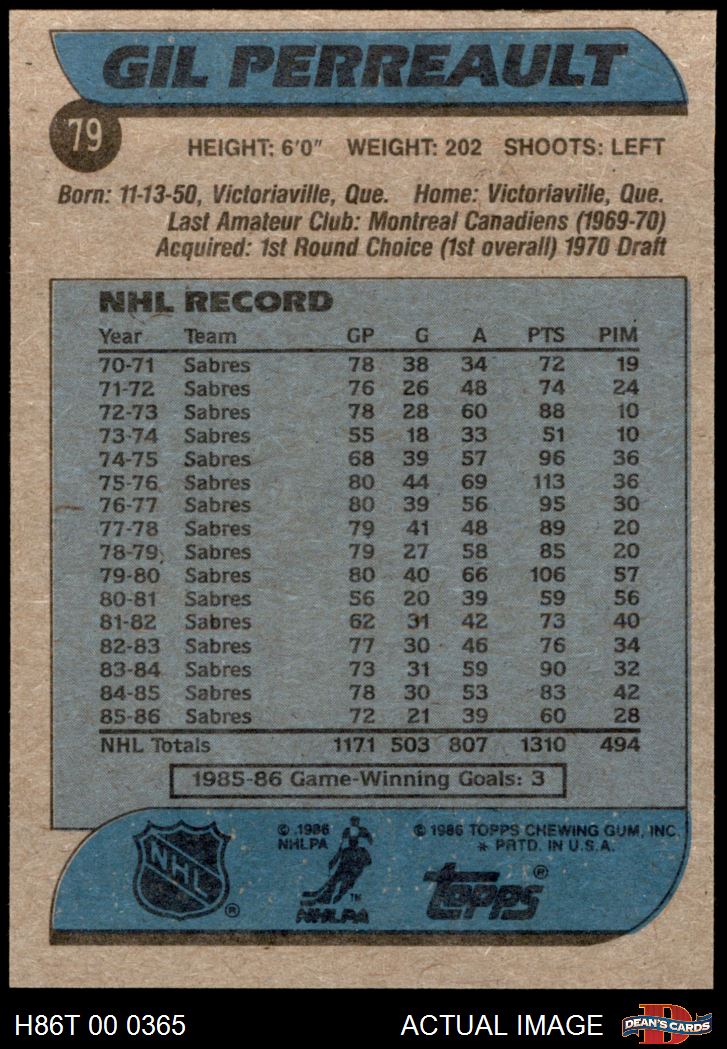 GIL PERREAULT
79
HEIGHT: 6'0" WEIGHT: 202 SHOOTS: LEFT
Born: 11-13-50, Victoriaville, Que. Home: Victoriaville, Que.
Last Amateur Club: Montreal Canadiens (1969-70)
Acquired: 1st Round Choice (1st overall) 1970 Draft
NHL RECORD
Year Team GP G A PTS PIM
70-71 Sabres 78 38 34 72 19
71-72 Sabres 76 26 48 74 24
72-73 Sabres 78 28 60 88 10
73-74 Sabres 55 18 33 51 10
74-75 Sabres 68 39 57 96 36
75-76 Sabres 80 44 69 113 36
76-77 Sabres 80 39 56 95 30
77-78 Sabres 79 41 48 89 20
78-79 Sabres 79 27 58 85 20
79-80 Sabres 80 40 66 106 57
80-81 Sabres 56 20 39 59 56
81-82 Sabres 62 31 42 73 40
82-83 Sabres 77 30 46 76 34
83-84 Sabres 73 31 59 90 32
84-85 Sabres 78 30 53 83 42
85-86 Sabres 72 21 39 60 28
NHL Totals 1171 503 807 1310 494
1985-86 Game-Winning Goals: 3
NHL ®
© 1986
NHLPA
™
NHLPA
© 1986 TOPPS CHEWING GUM, INC.
* PRTD. IN U.S.A.
topps ®
H86T 00 0365 ACTUAL IMAGE
D
DEAN'S CARDS